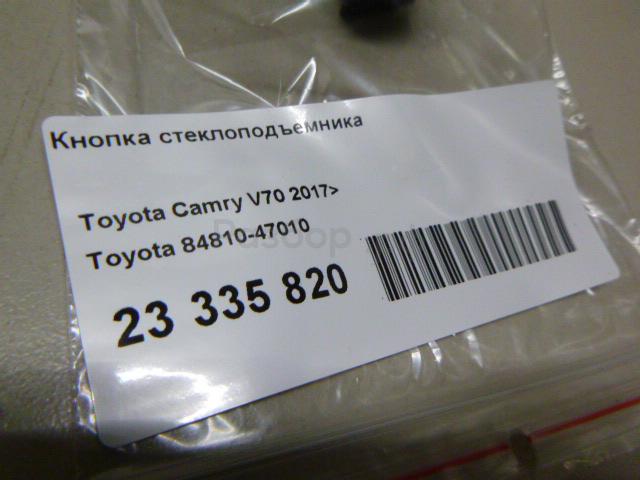 Кнопка стеклоподъемника
Toyota Camry V70 2017>
Toyota 84810-47010
23 335 820